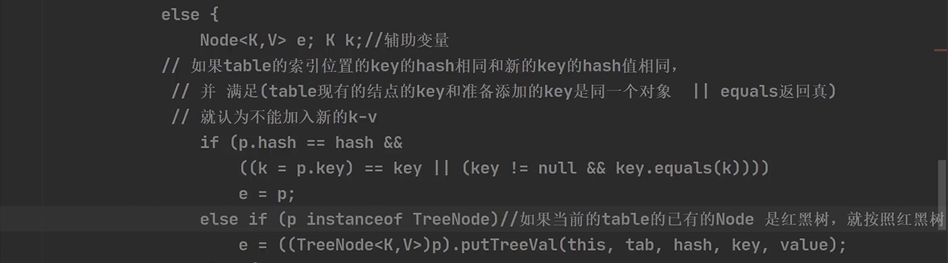 else {
Node<K,V> e; K k;//辅助变量
// 如果table的索引位置的key的hash相同和新的key的hash值相同，
// 并 满足(table现有的结点的key和准备添加的key是同一个对象  || equals返回真)
// 就认为不能加入新的k-v
if (p.hash == hash &&
((k = p.key) == key || (key != null && key.equals(k))))
e = p;
else if (p instanceof TreeNode)//如果当前的table的已有的Node 是红黑树，就按照红黑树
e = ((TreeNode<K,V>)p).putTreeVal(this, tab, hash, key, value);